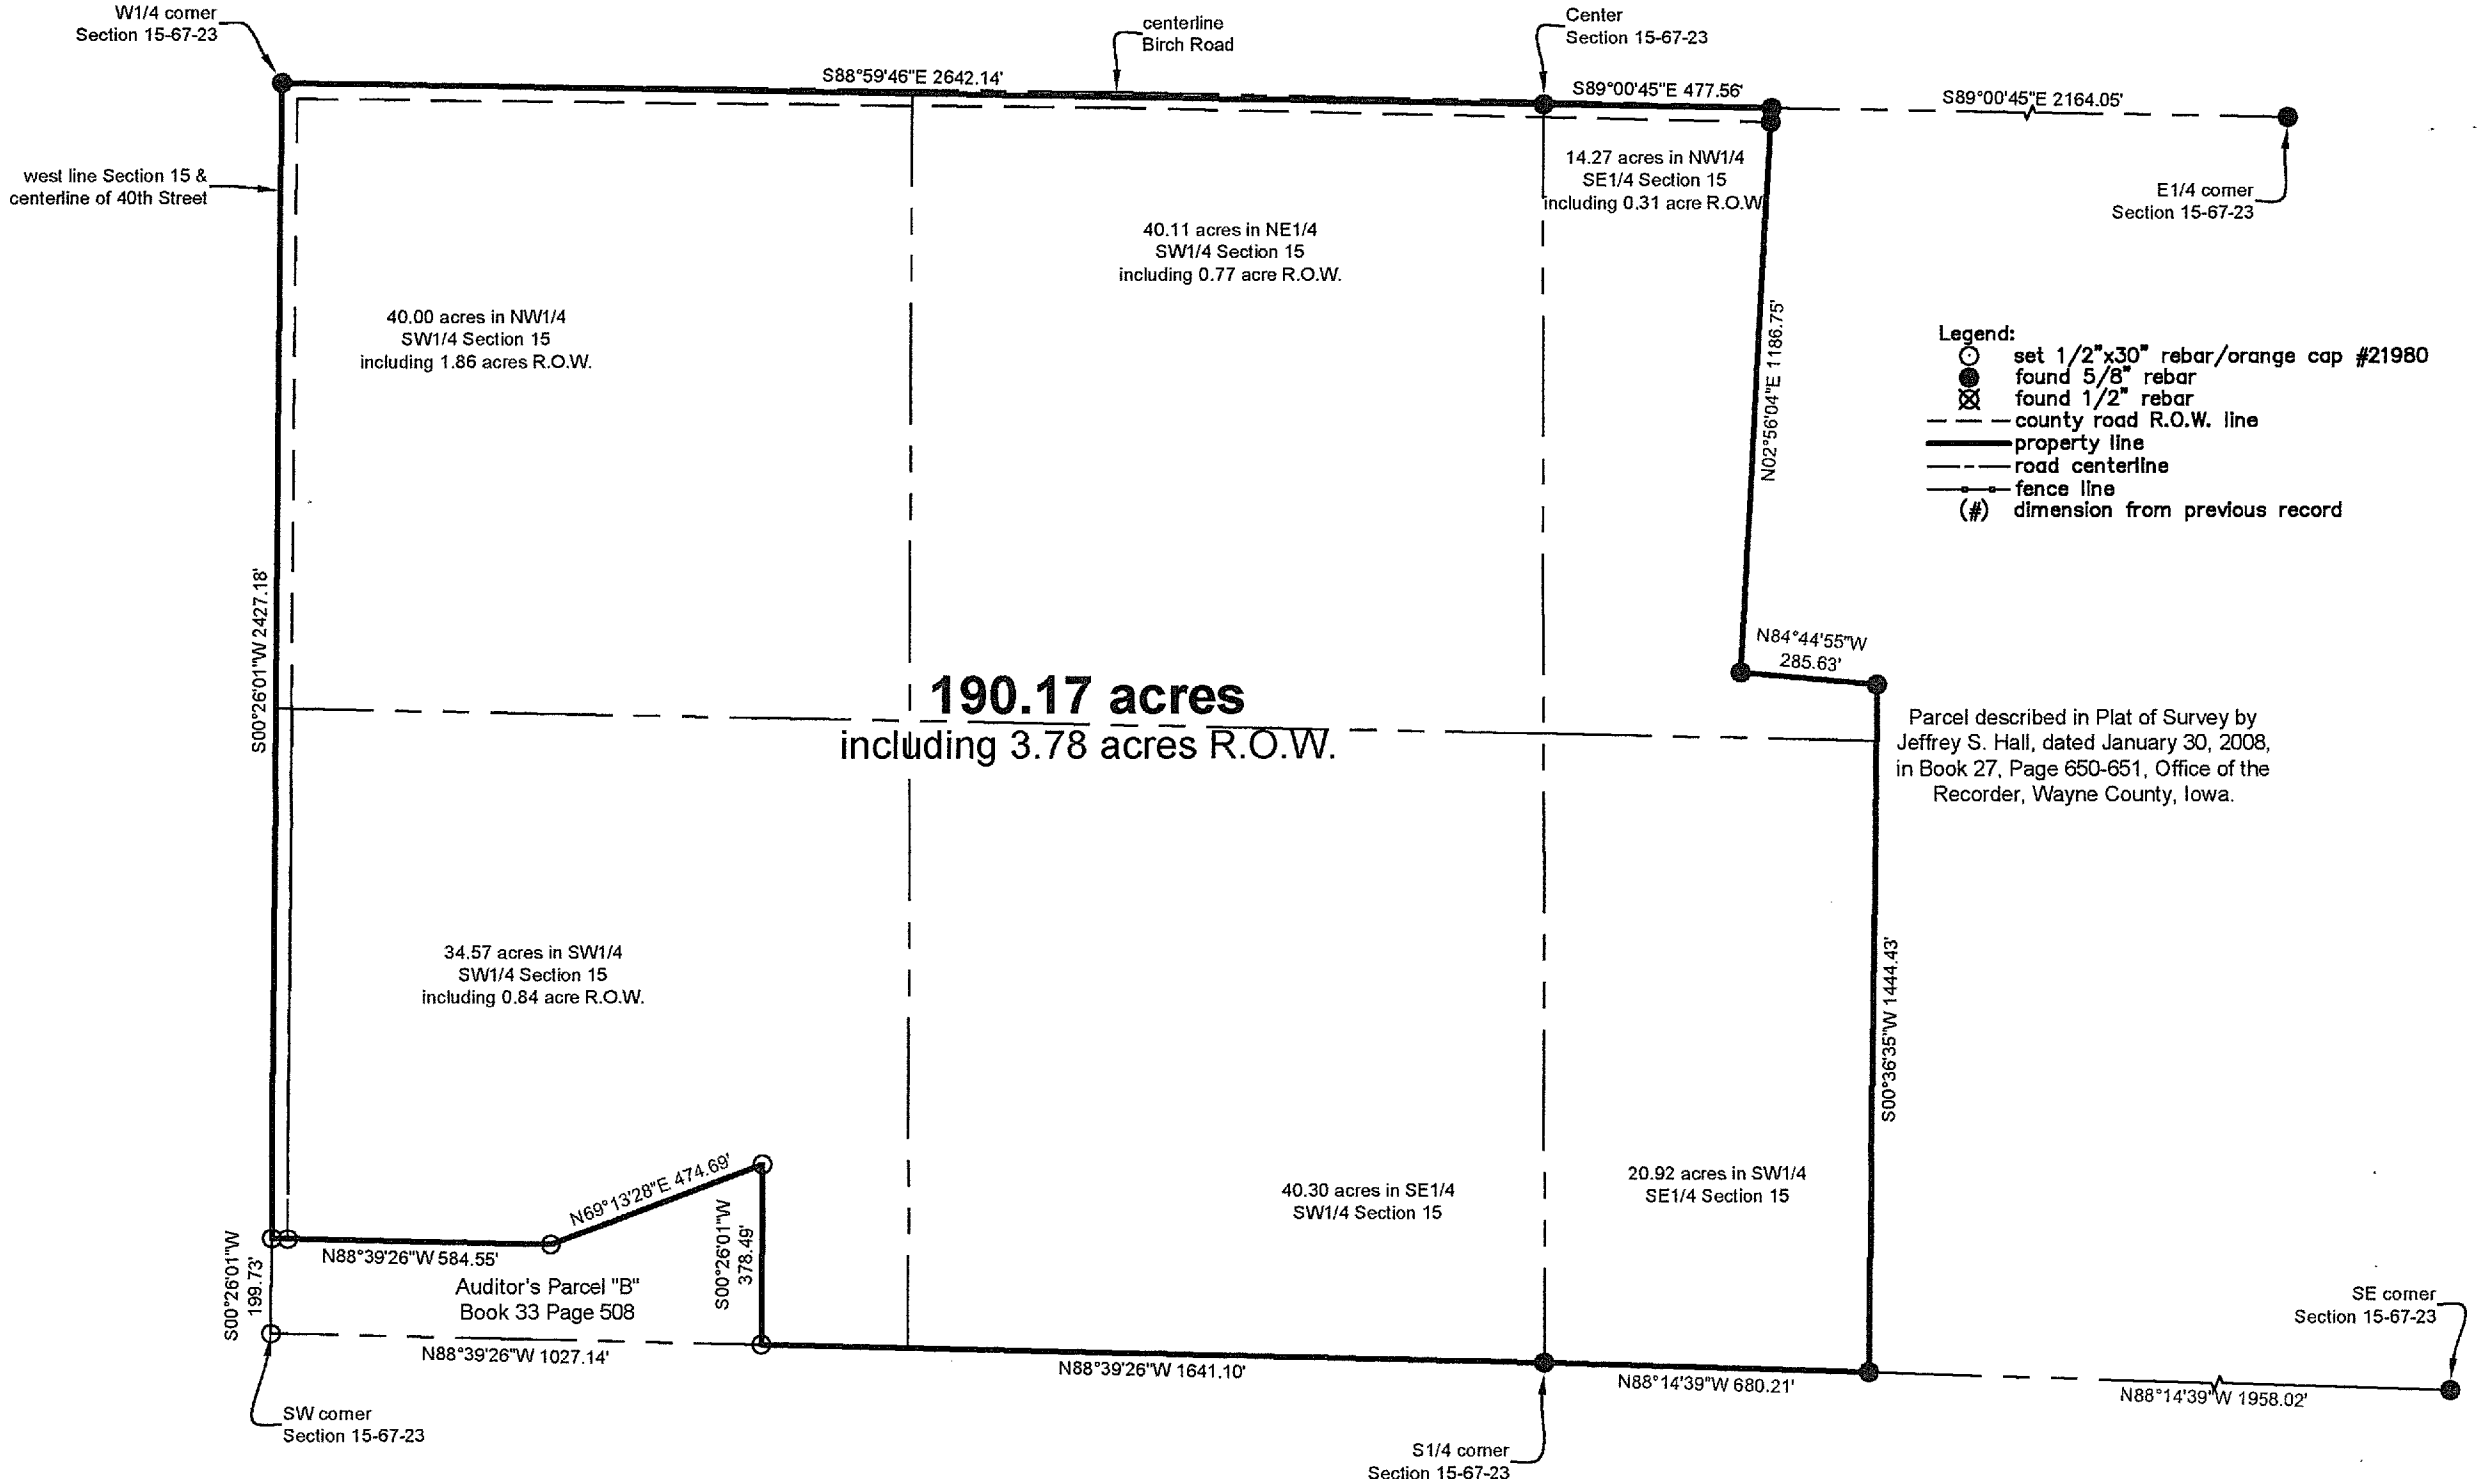 W1/4 corner
Section 15-67-23
centerline
Birch Road
Center
Section 15-67-23
S88°59'46"E 2642.14'
S89°00'45"E 477.56'
S89°00'45"E 2164.05'
west line Section 15 &
centerline of 40th Street
14.27 acres in NW1/4
SE1/4 Section 15
including 0.31 acre R.O.W.
E1/4 corner
Section 15-67-23
40.11 acres in NE1/4
SW1/4 Section 15
including 0.77 acre R.O.W.
40.00 acres in NW1/4
SW1/4 Section 15
including 1.86 acres R.O.W.
N02°56'04"E 1186.75'
Legend:
set 1/2"x30" rebar/orange cap #21980
found 5/8" rebar
found 1/2" rebar
county road R.O.W. line
property line
road centerline
fence line
(#) dimension from previous record
S00°26'01"W 2427.18'
N84°44'55"W
285.63'
190.17 acres
including 3.78 acres R.O.W.
Parcel described in Plat of Survey by
Jeffrey S. Hall, dated January 30, 2008,
in Book 27, Page 650-651, Office of the
Recorder, Wayne County, Iowa.
34.57 acres in SW1/4
SW1/4 Section 15
including 0.84 acre R.O.W.
S00°36'35"W 1444.43'
N69°13'28"E 474.69'
20.92 acres in SW1/4
SE1/4 Section 15
40.30 acres in SE1/4
SW1/4 Section 15
S00°26'01"W
378.49'
S00°26'01"W
199.73'
N88°39'26"W 584.55'
Auditor's Parcel "B"
Book 33 Page 508
SE corner
Section 15-67-23
N88°39'26"W 1027.14'
N88°39'26"W 1641.10'
N88°14'39"W 680.21'
N88°14'39"W 1958.02'
SW corner
Section 15-67-23
S1/4 corner
Section 15-67-23